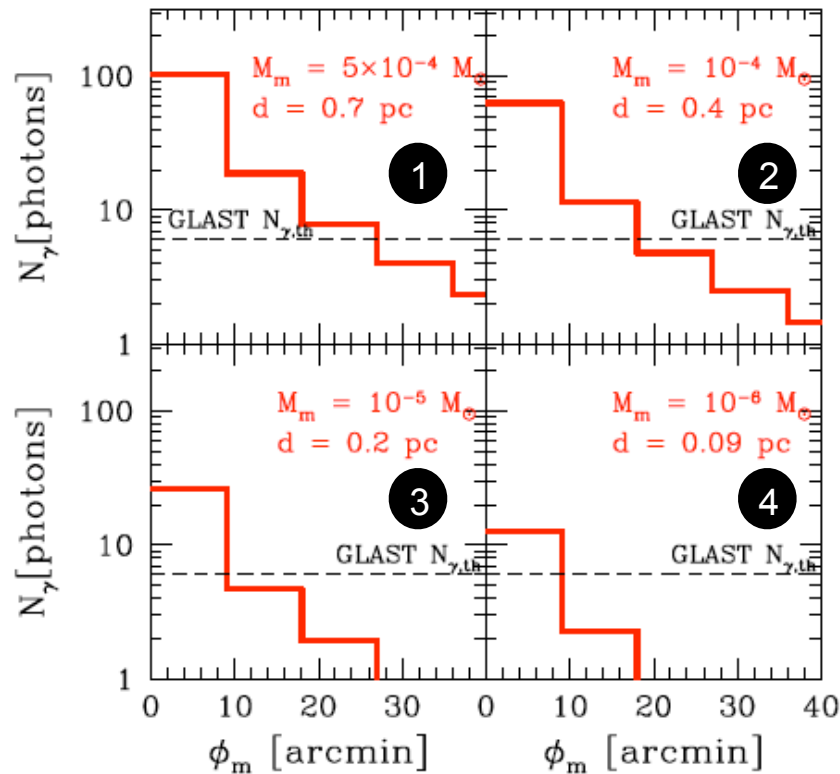 M_m = 5×10⁻⁴ M_⊙
d = 0.7 pc
1
GLAST N_γ,th
M_m = 10⁻⁴ M_⊙
d = 0.4 pc
2
GLAST N_γ,th
100
10
1
N_γ[photons]
M_m = 10⁻⁵ M_⊙
d = 0.2 pc
3
GLAST N_γ,th
M_m = 10⁻⁶ M_⊙
d = 0.09 pc
4
GLAST N_γ,th
100
10
1
N_γ[photons]
0 10 20 30 0 10 20 30 40
ϕ_m [arcmin] ϕ_m [arcmin]